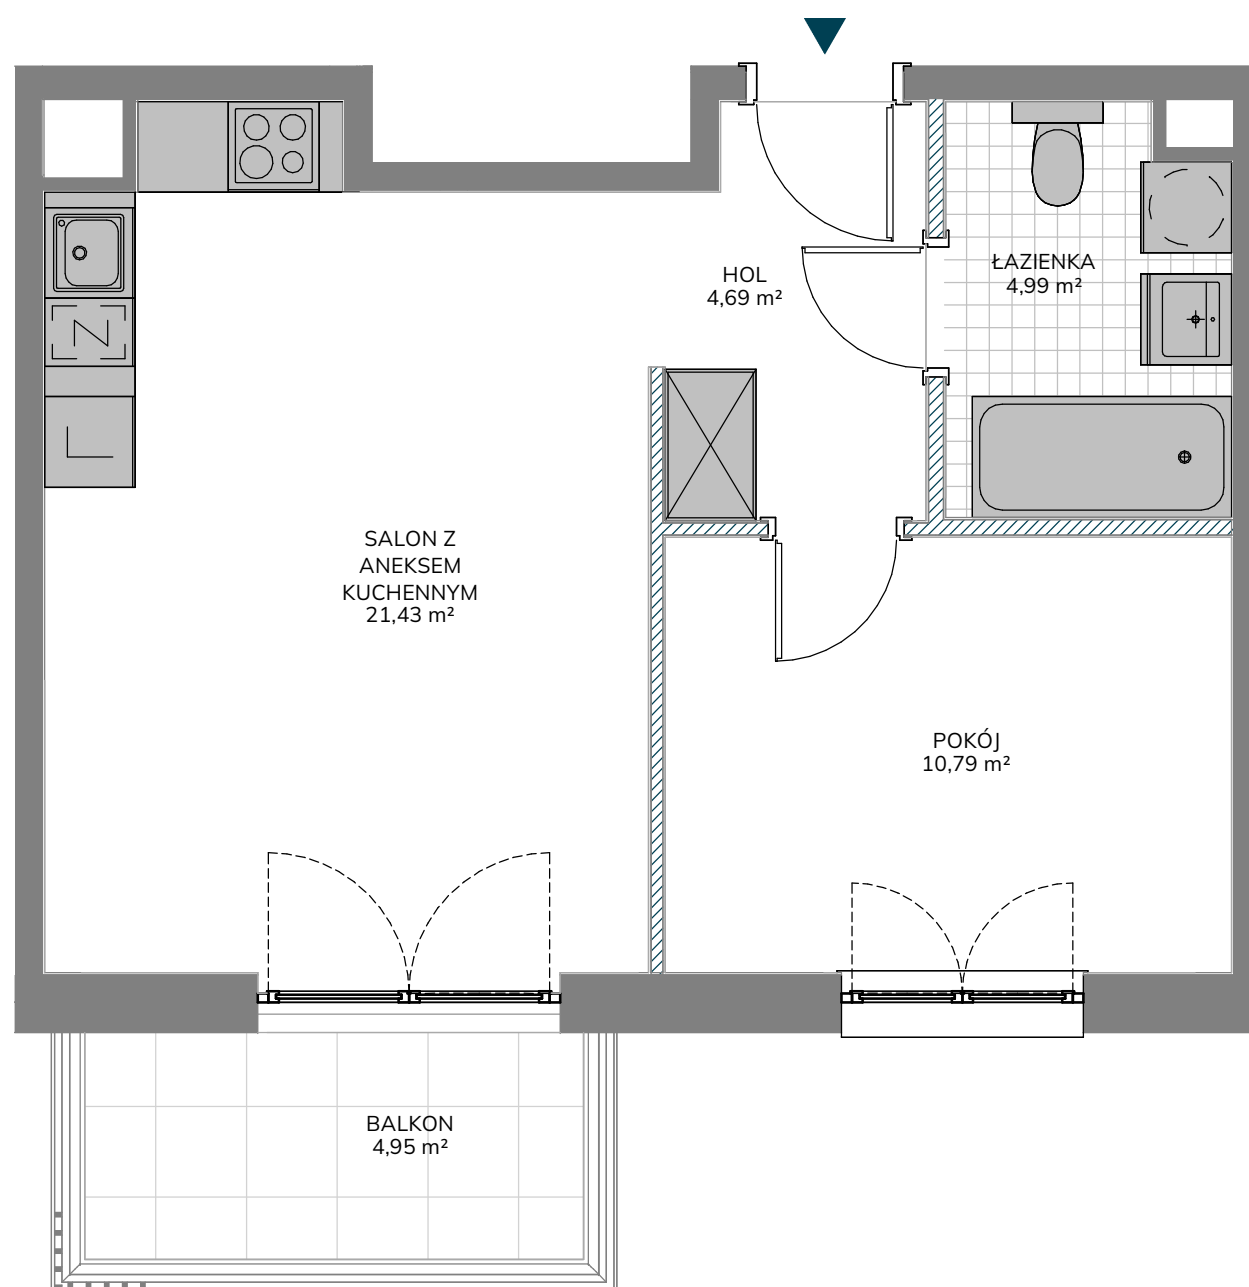 HOL
4,69 m²
ŁAZIENKA
4,99 m²
Z
L
SALON Z
ANEKSEM
KUCHENNYM
21,43 m²
POKÓJ
10,79 m²
BALKON
4,95 m²